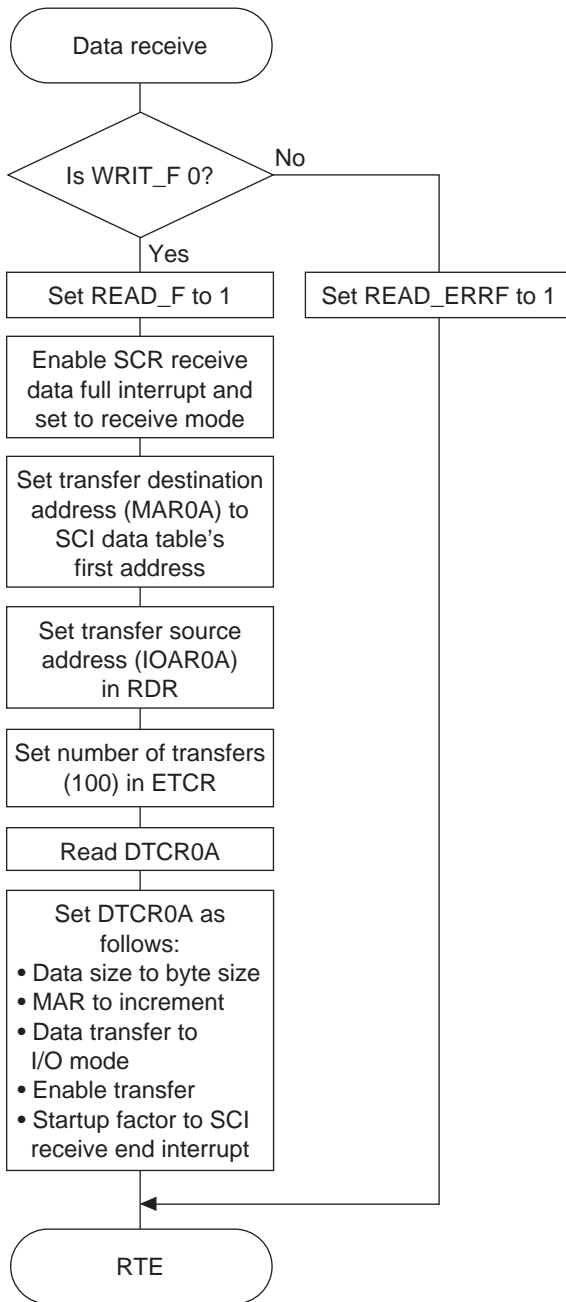 Data receive
Is WRIT_F 0?
No
Yes
Set READ_F to 1
Set READ_ERRF to 1
Enable SCR receive
data full interrupt and
set to receive mode
Set transfer destination
address (MAR0A) to
SCI data table's
first address
Set transfer source
address (IOAR0A)
in RDR
Set number of transfers
(100) in ETCR
Read DTCR0A
Set DTCR0A as
follows:
• Data size to byte size
• MAR to increment
• Data transfer to
I/O mode
• Enable transfer
• Startup factor to SCI
receive end interrupt
RTE